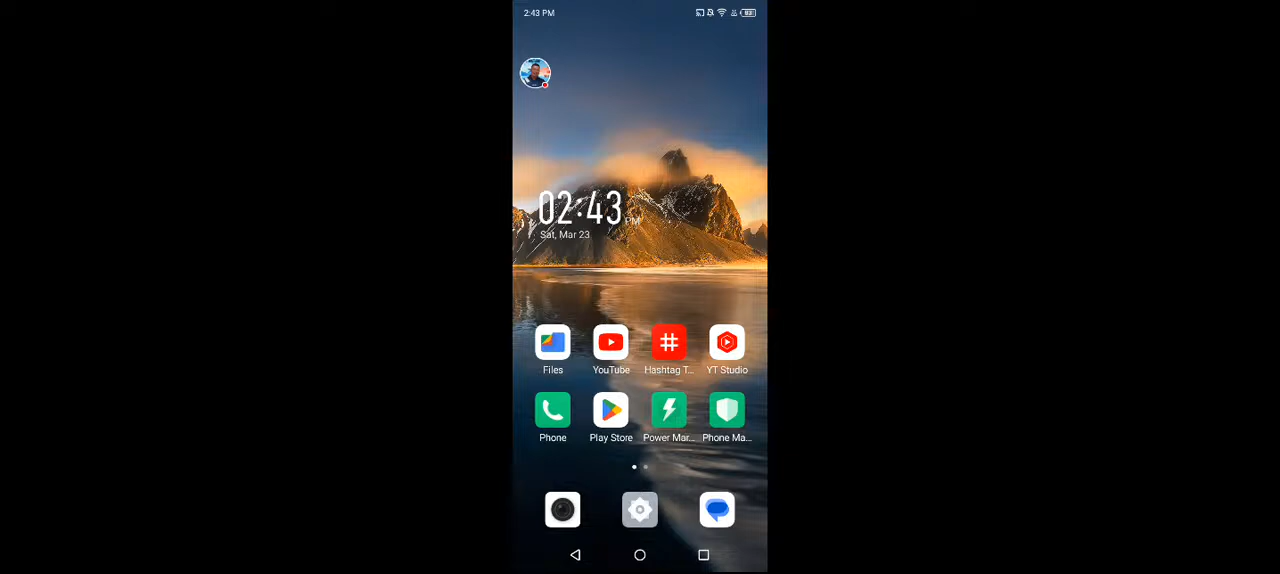 2:43 PM
02:43 PM
Sat, Mar 23
Files YouTube Hashtag T... YT Studio
Phone Play Store Power Mar... Phone Ma...